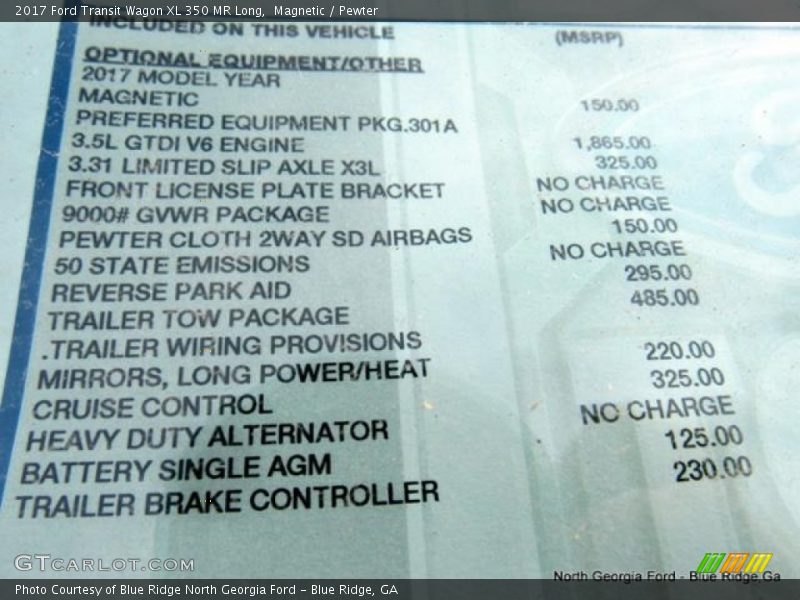 2017 Ford Transit Wagon XL 350 MR Long, Magnetic / Pewter
INCLUDED ON THIS VEHICLE (MSRP)
OPTIONAL EQUIPMENT/OTHER
2017 MODEL YEAR
MAGNETIC 150.00
PREFERRED EQUIPMENT PKG.301A
3.5L GTDI V6 ENGINE 1,865.00
3.31 LIMITED SLIP AXLE X3L 325.00
FRONT LICENSE PLATE BRACKET NO CHARGE
9000# GVWR PACKAGE NO CHARGE
PEWTER CLOTH 2WAY SD AIRBAGS 150.00
50 STATE EMISSIONS NO CHARGE
REVERSE PARK AID 295.00
TRAILER TOW PACKAGE 485.00
.TRAILER WIRING PROVISIONS
MIRRORS, LONG POWER/HEAT 220.00
CRUISE CONTROL 325.00
HEAVY DUTY ALTERNATOR NO CHARGE
BATTERY SINGLE AGM 125.00
TRAILER BRAKE CONTROLLER 230.00
GTCARLOT.COM
North Georgia Ford - Blue Ridge,Ga
Photo Courtesy of Blue Ridge North Georgia Ford – Blue Ridge, GA